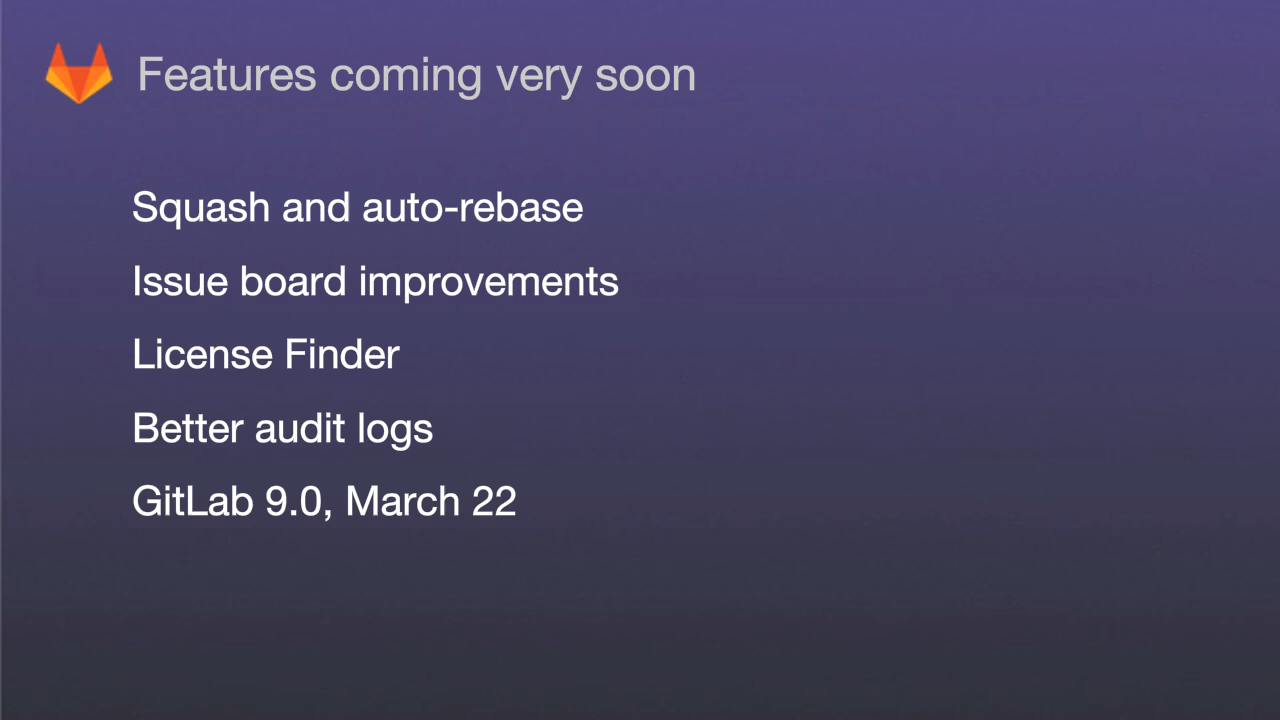 Features coming very soon
Squash and auto-rebase
Issue board improvements
License Finder
Better audit logs
GitLab 9.0, March 22